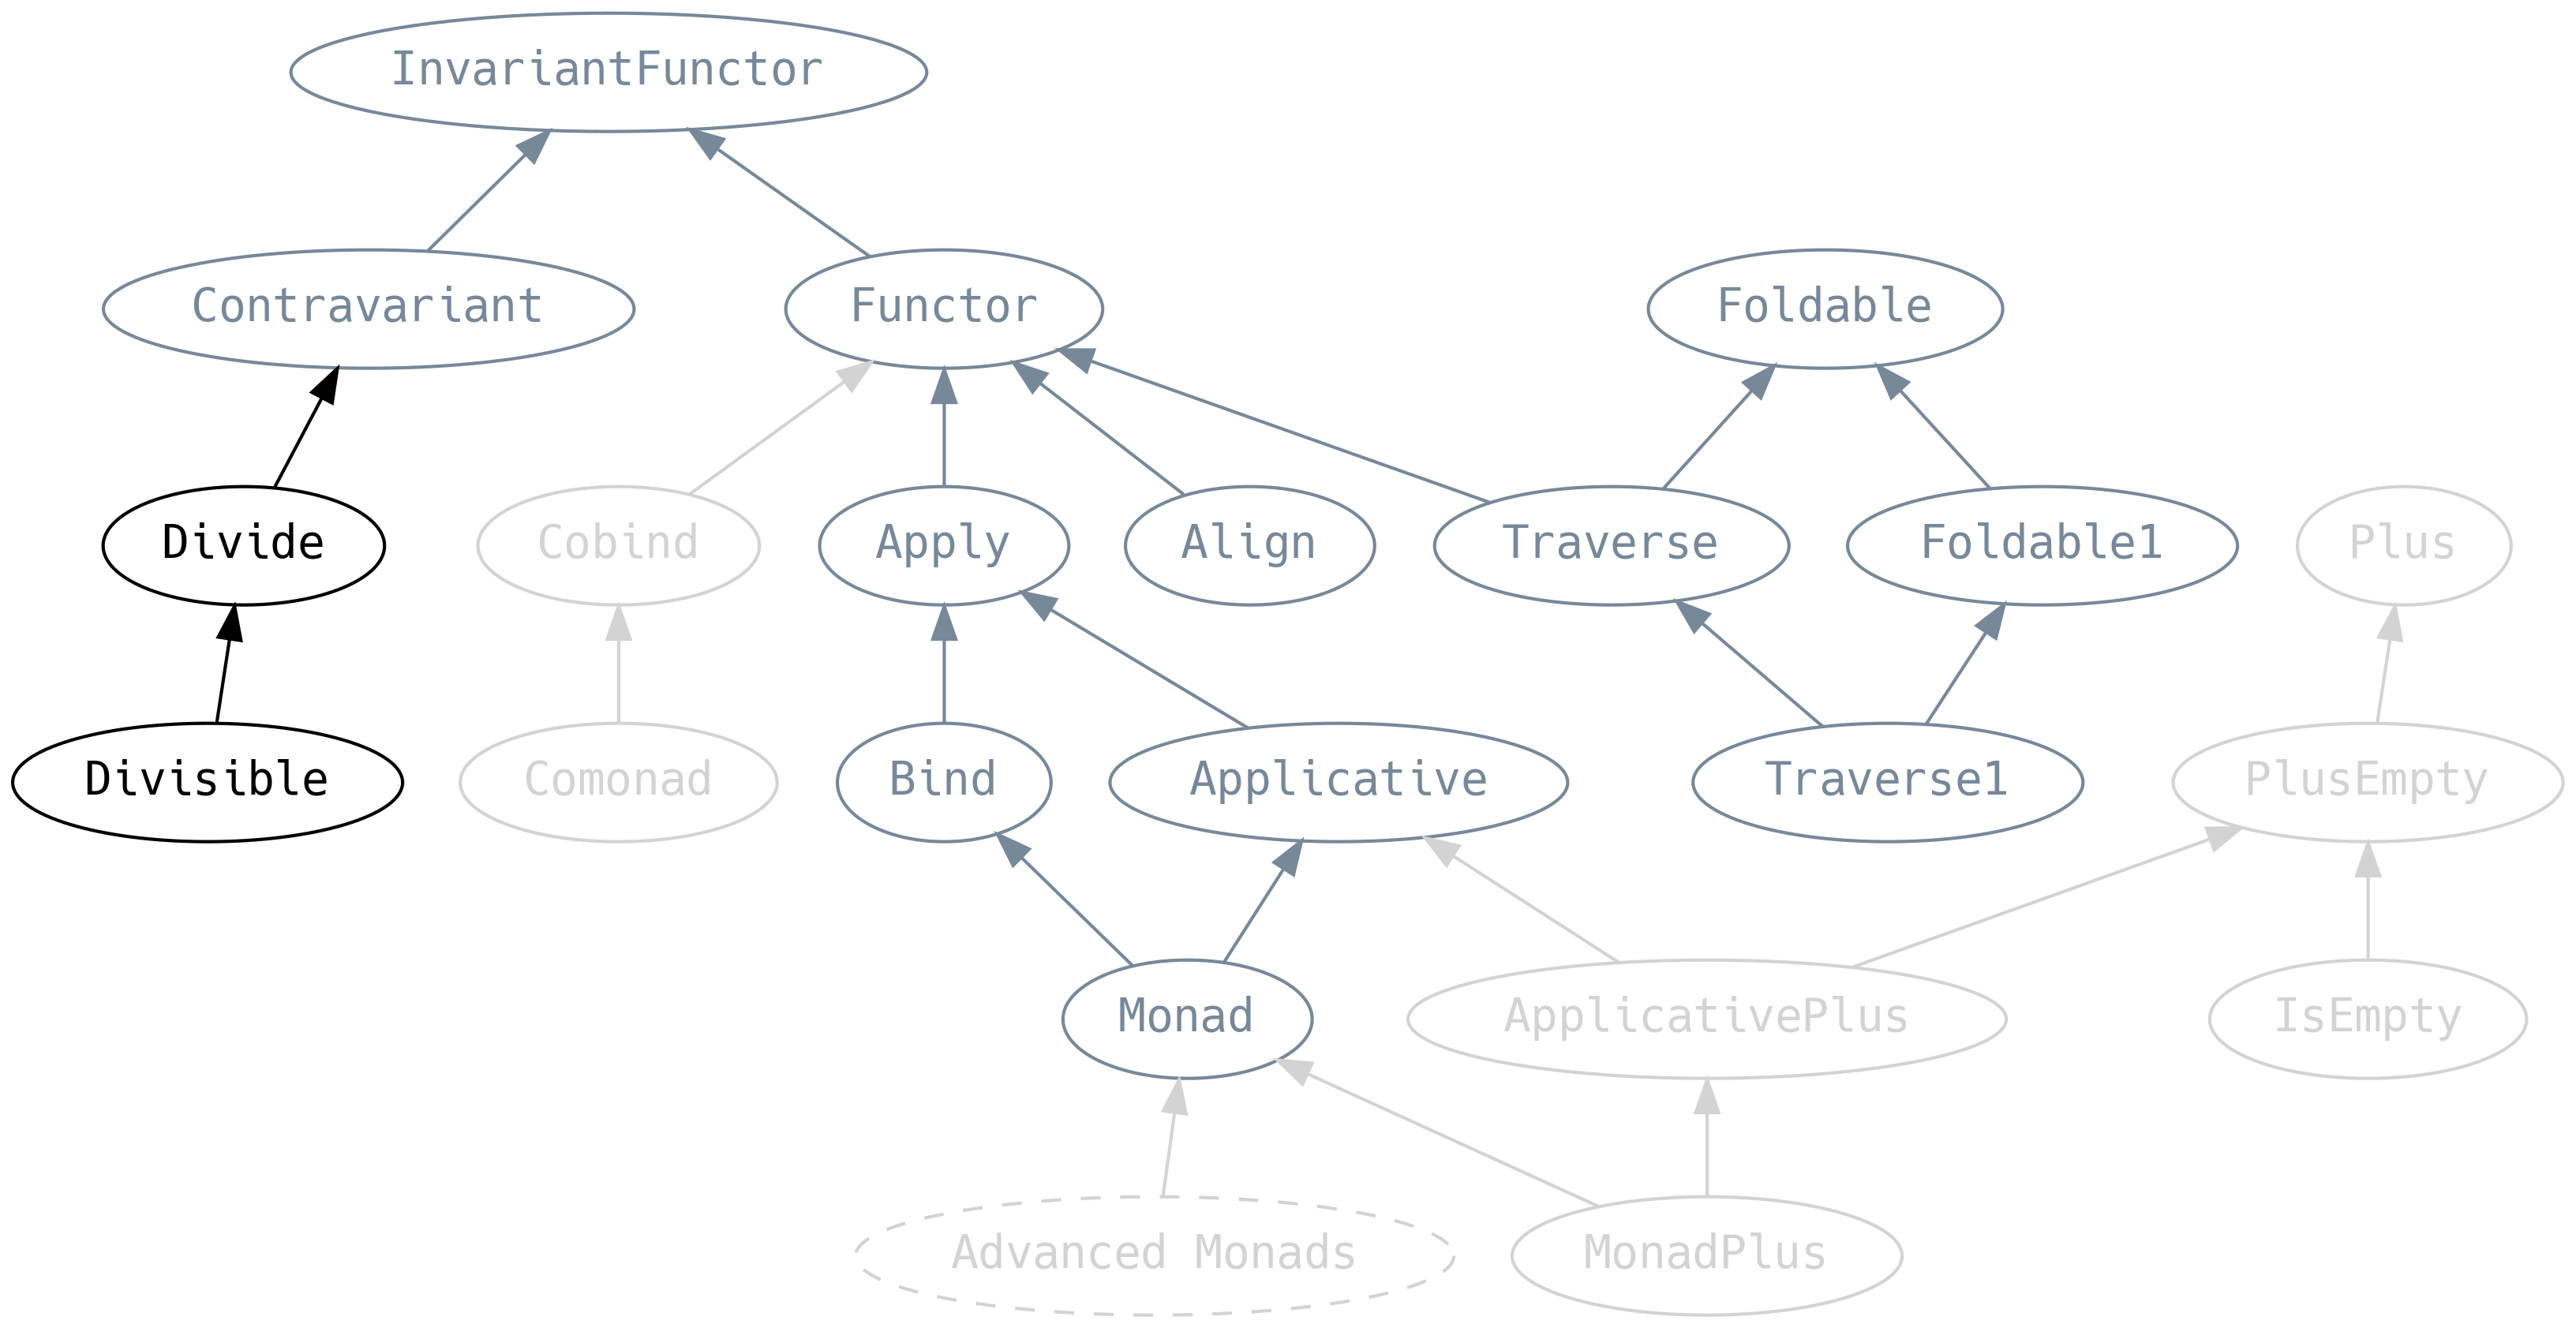 InvariantFunctor
Contravariant
Functor
Foldable
Divide
Cobind
Apply
Align
Traverse
Foldable1
Plus
Divisible
Comonad
Bind
Applicative
Traverse1
PlusEmpty
Monad
ApplicativePlus
IsEmpty
Advanced Monads
MonadPlus